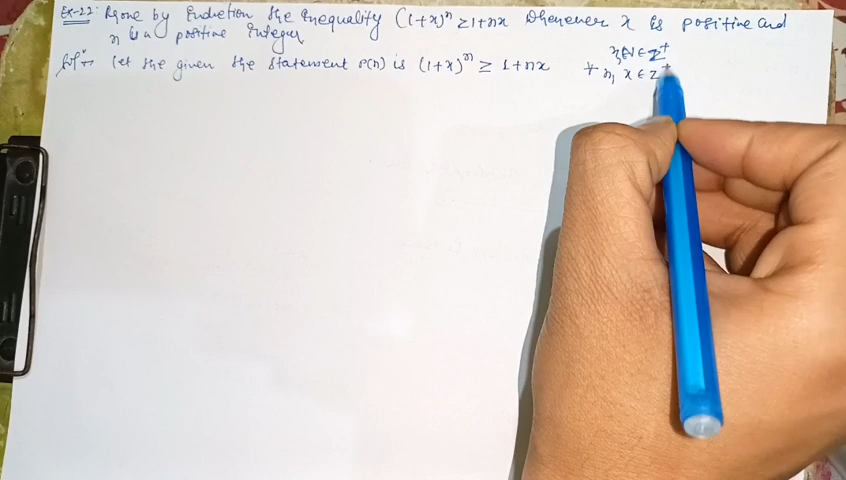 Ex-22: Prove by Induction the inequality (1+x)ⁿ ≥ 1+nx whenever x is positive and
n is a positive integer
Solⁿ:- Let the given the statement P(n) is (1+x)ⁿ ≥ 1+nx ∀ n, x ∈ Z⁺
∈ Z⁺